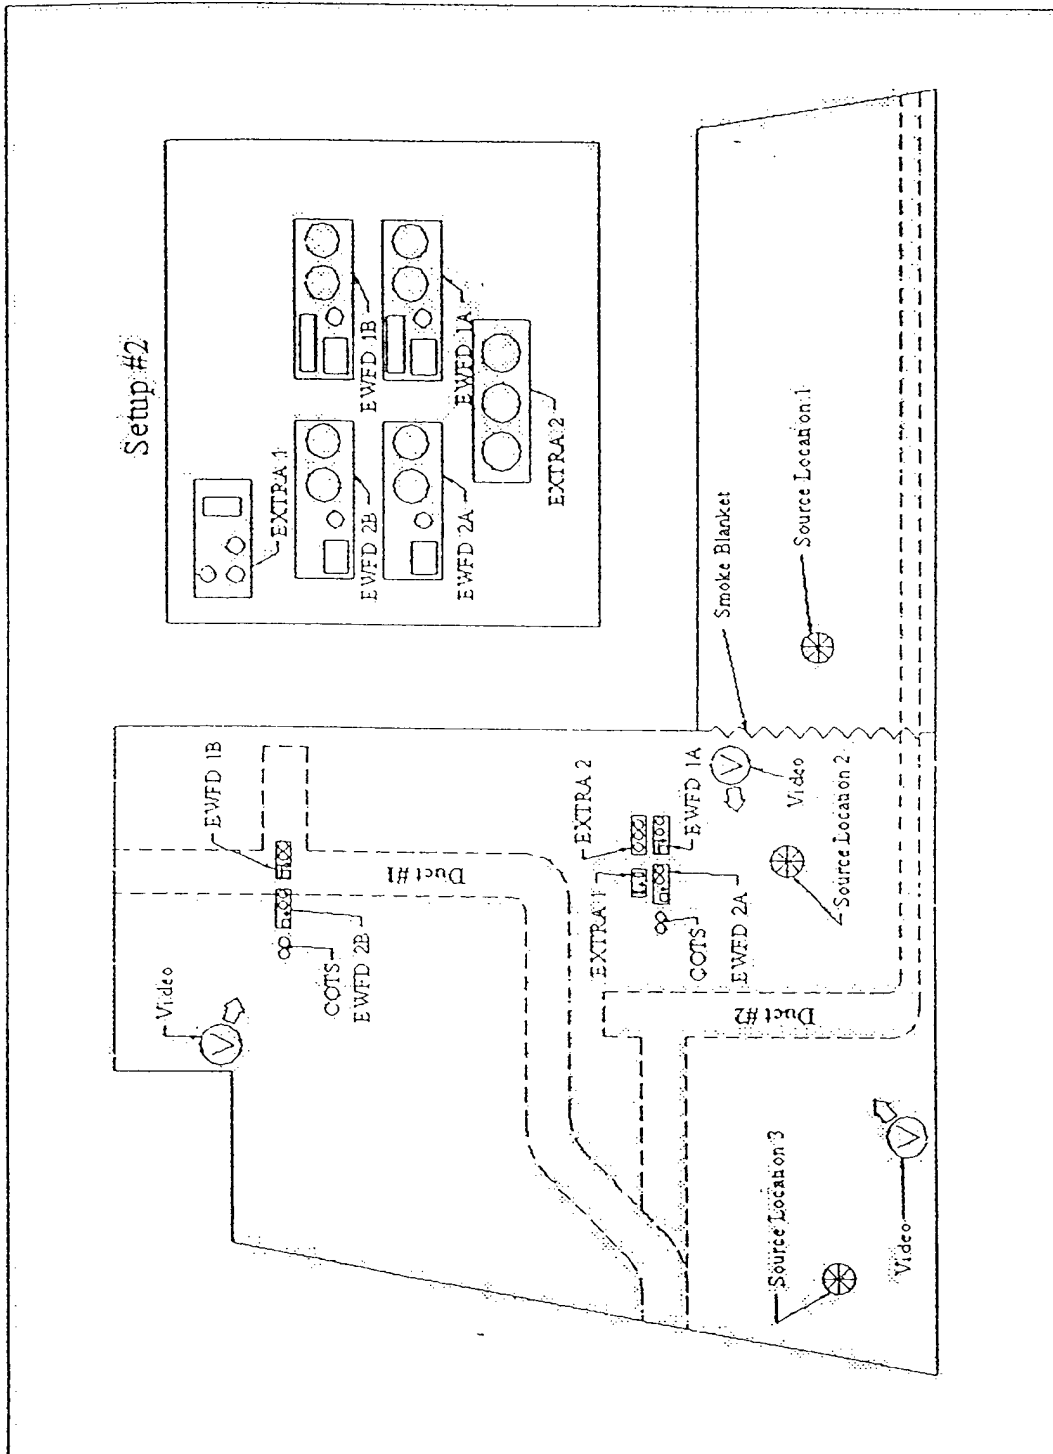 Setup #2
EXTRA 1
EWFD 1B
EWFD 2B
EWFD 1A
EWFD 2A
EXTRA 2
EWFD 1B
Duct #1
COTS
EWFD 2B
Video
Smoke Blanket
Source Location 1
EXTRA 2
EXTRA 1
EWFD 1A
COTS
EWFD 2A
V
Video
Source Location 2
Duct #2
V
Source Location 3
V
Video